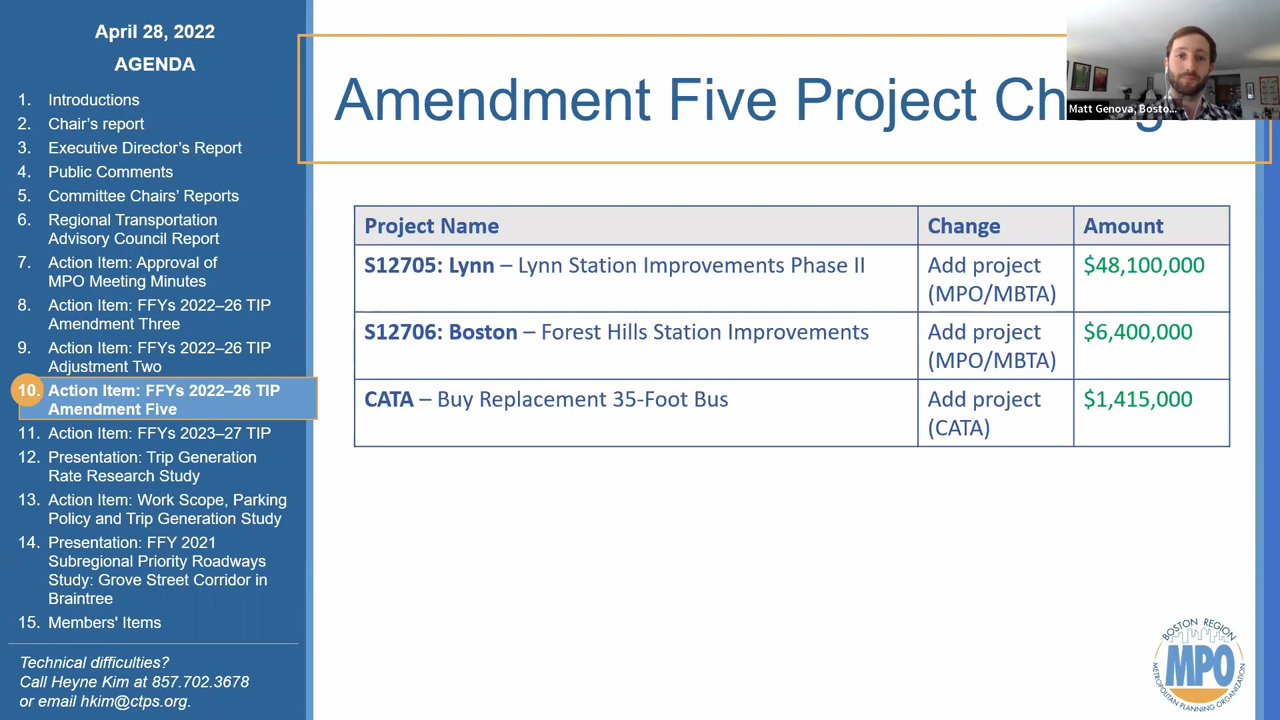 April 28, 2022
AGENDA
1. Introductions
2. Chair's report
3. Executive Director's Report
4. Public Comments
5. Committee Chairs' Reports
6. Regional Transportation
Advisory Council Report
7. Action Item: Approval of
MPO Meeting Minutes
8. Action Item: FFYs 2022–26 TIP
Amendment Three
9. Action Item: FFYs 2022–26 TIP
Adjustment Two
10. Action Item: FFYs 2022–26 TIP
Amendment Five
11. Action Item: FFYs 2023–27 TIP
12. Presentation: Trip Generation
Rate Research Study
13. Action Item: Work Scope, Parking
Policy and Trip Generation Study
14. Presentation: FFY 2021
Subregional Priority Roadways
Study: Grove Street Corridor in
Braintree
15. Members' Items
Technical difficulties?
Call Heyne Kim at 857.702.3678
or email hkim@ctps.org.
Amendment Five Project Ch
Matt Genova, Bosto...
Project Name Change Amount
S12705: Lynn – Lynn Station Improvements Phase II Add project $48,100,000
(MPO/MBTA)
S12706: Boston – Forest Hills Station Improvements Add project $6,400,000
(MPO/MBTA)
CATA – Buy Replacement 35-Foot Bus Add project $1,415,000
(CATA)
BOSTON REGION
MPO
METROPOLITAN PLANNING ORGANIZATION